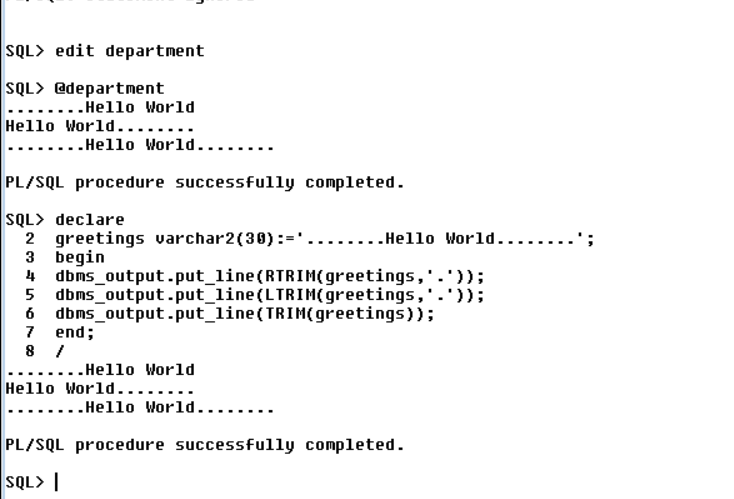 SQL> edit department
SQL> @department
........Hello World
Hello World........
........Hello World........
PL/SQL procedure successfully completed.
SQL> declare
2 greetings varchar2(30):='........Hello World........';
3 begin
4 dbms_output.put_line(RTRIM(greetings,'.'));
5 dbms_output.put_line(LTRIM(greetings,'.'));
6 dbms_output.put_line(TRIM(greetings));
7 end;
8 /
........Hello World
Hello World........
........Hello World........
PL/SQL procedure successfully completed.
SQL>